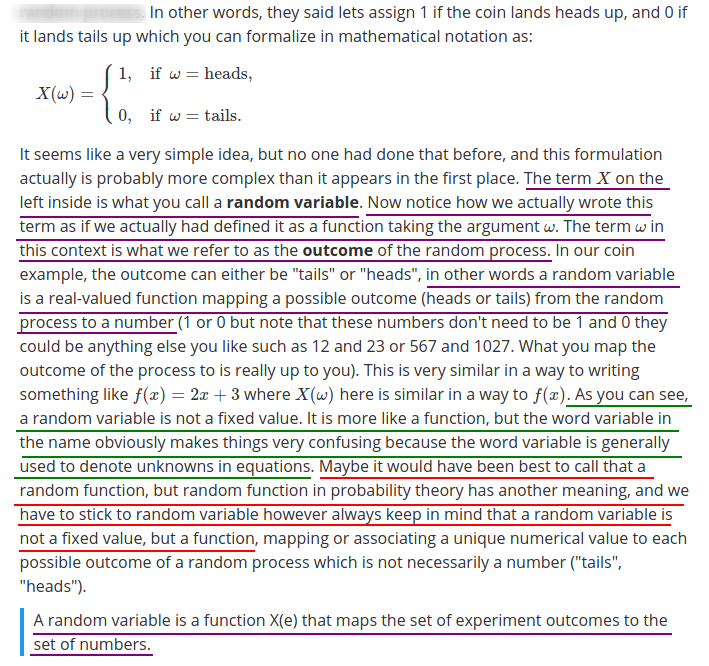 . In other words, they said lets assign 1 if the coin lands heads up, and 0 if
it lands tails up which you can formalize in mathematical notation as:
X(ω) = { 1, if ω = heads,
0, if ω = tails.
It seems like a very simple idea, but no one had done that before, and this formulation
actually is probably more complex than it appears in the first place. The term X on the
left inside is what you call a random variable. Now notice how we actually wrote this
term as if we actually had defined it as a function taking the argument ω. The term ω in
this context is what we refer to as the outcome of the random process. In our coin
example, the outcome can either be "tails" or "heads", in other words a random variable
is a real-valued function mapping a possible outcome (heads or tails) from the random
process to a number (1 or 0 but note that these numbers don't need to be 1 and 0 they
could be anything else you like such as 12 and 23 or 567 and 1027. What you map the
outcome of the process to is really up to you). This is very similar in a way to writing
something like f(x) = 2x + 3 where X(ω) here is similar in a way to f(x). As you can see,
a random variable is not a fixed value. It is more like a function, but the word variable in
the name obviously makes things very confusing because the word variable is generally
used to denote unknowns in equations. Maybe it would have been best to call that a
random function, but random function in probability theory has another meaning, and we
have to stick to random variable however always keep in mind that a random variable is
not a fixed value, but a function, mapping or associating a unique numerical value to each
possible outcome of a random process which is not necessarily a number ("tails",
"heads").
A random variable is a function X(e) that maps the set of experiment outcomes to the
set of numbers.